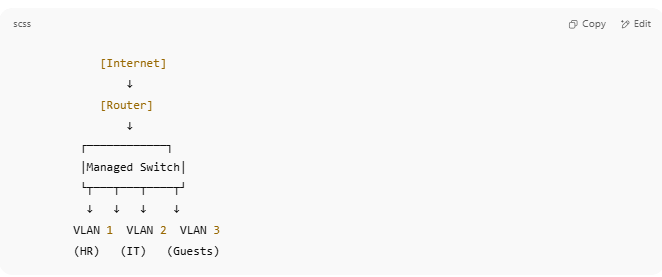 scss
Copy
Edit
[Internet]
↓
[Router]
↓
┌────────────┐
│Managed Switch│
└┬───┬───┬────┬┘
↓ ↓ ↓ ↓
VLAN 1 VLAN 2 VLAN 3
(HR) (IT) (Guests)